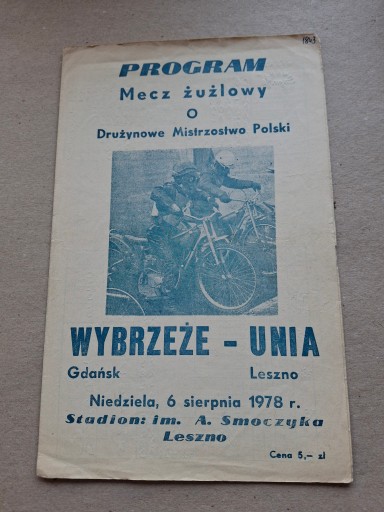 PROGRAM
Mecz żużlowy
O
Drużynowe Mistrzostwo Polski
WYBRZEŻE - UNIA
Gdańsk Leszno
Niedziela, 6 sierpnia 1978 r.
Stadion: im. A. Smoczyka
Leszno
Cena 5,— zł